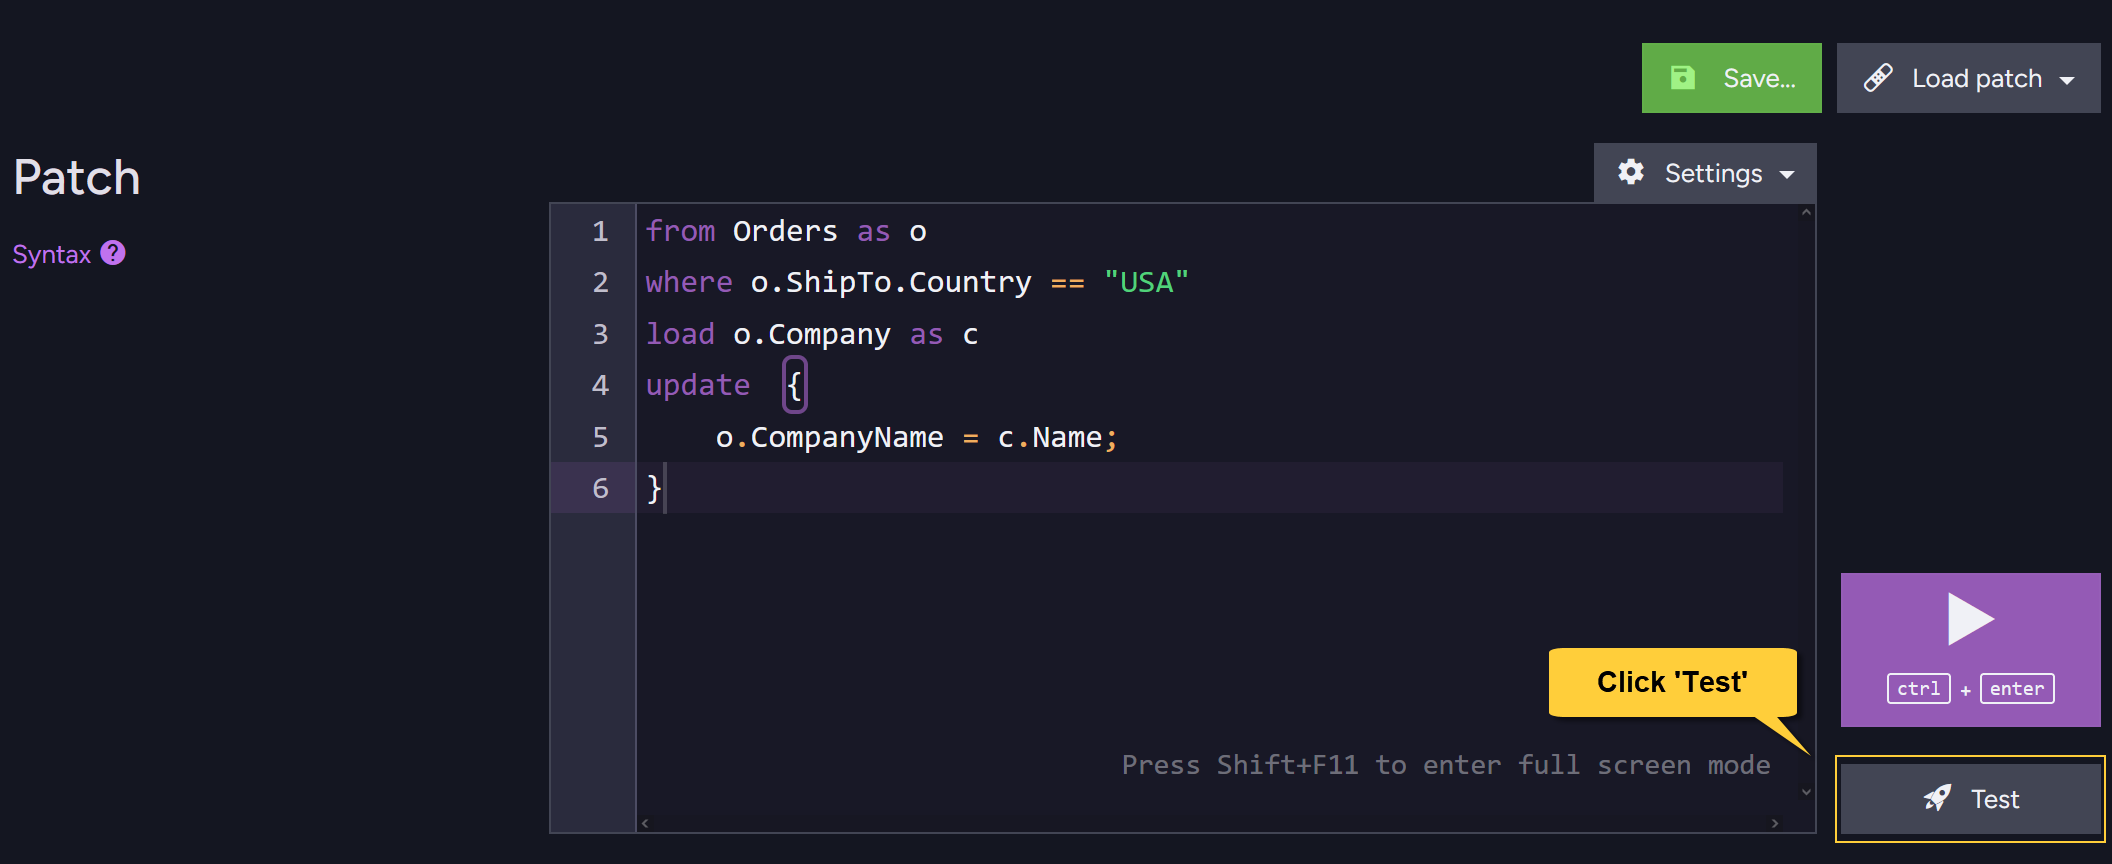 Save...
Load patch
Patch
Settings
Syntax ?
1 from Orders as o
2 where o.ShipTo.Country == "USA"
3 load o.Company as c
4 update  {
5     o.CompanyName = c.Name;
6 }
ctrl + enter
Click 'Test'
Press Shift+F11 to enter full screen mode
Test